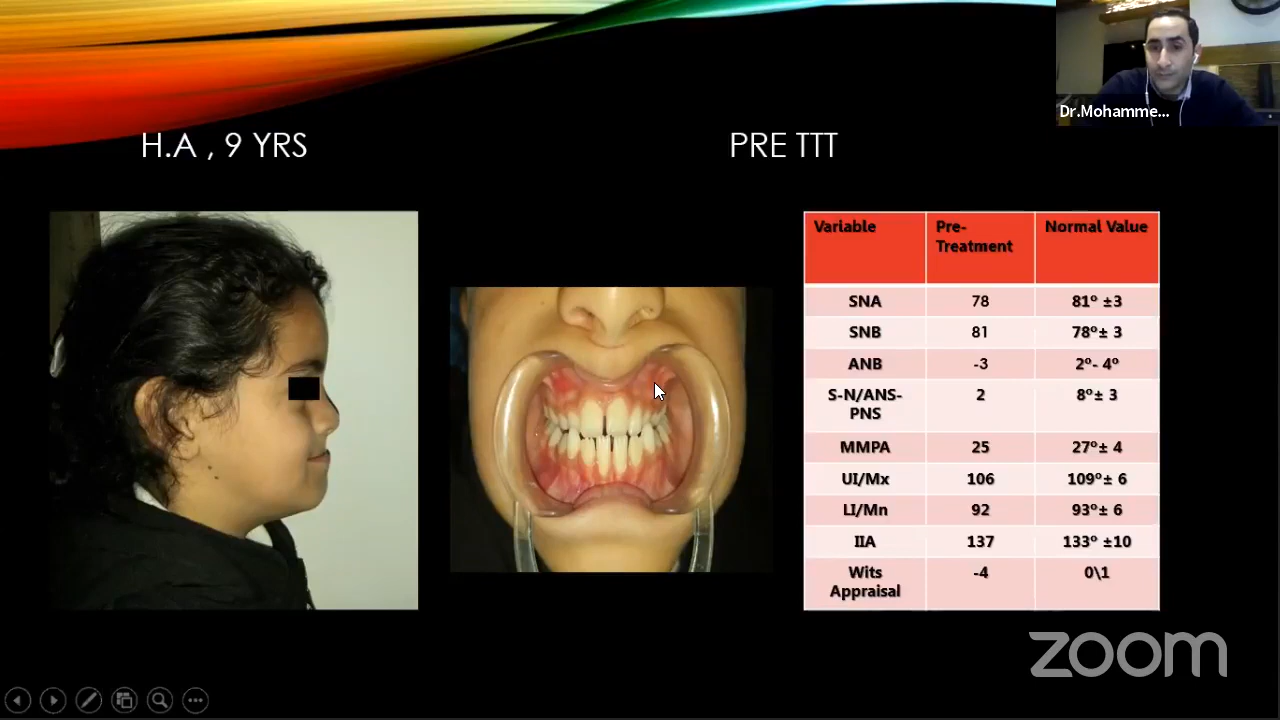 Dr.Mohamme...
H.A , 9 YRS
PRE TTT
Variable Pre-Treatment Normal Value
SNA 78 81º ±3
SNB 81 78º± 3
ANB -3 2º- 4º
S-N/ANS-PNS 2 8º± 3
MMPA 25 27º± 4
UI/Mx 106 109º± 6
LI/Mn 92 93º± 6
IIA 137 133º ±10
Wits Appraisal -4 0\1
zoom